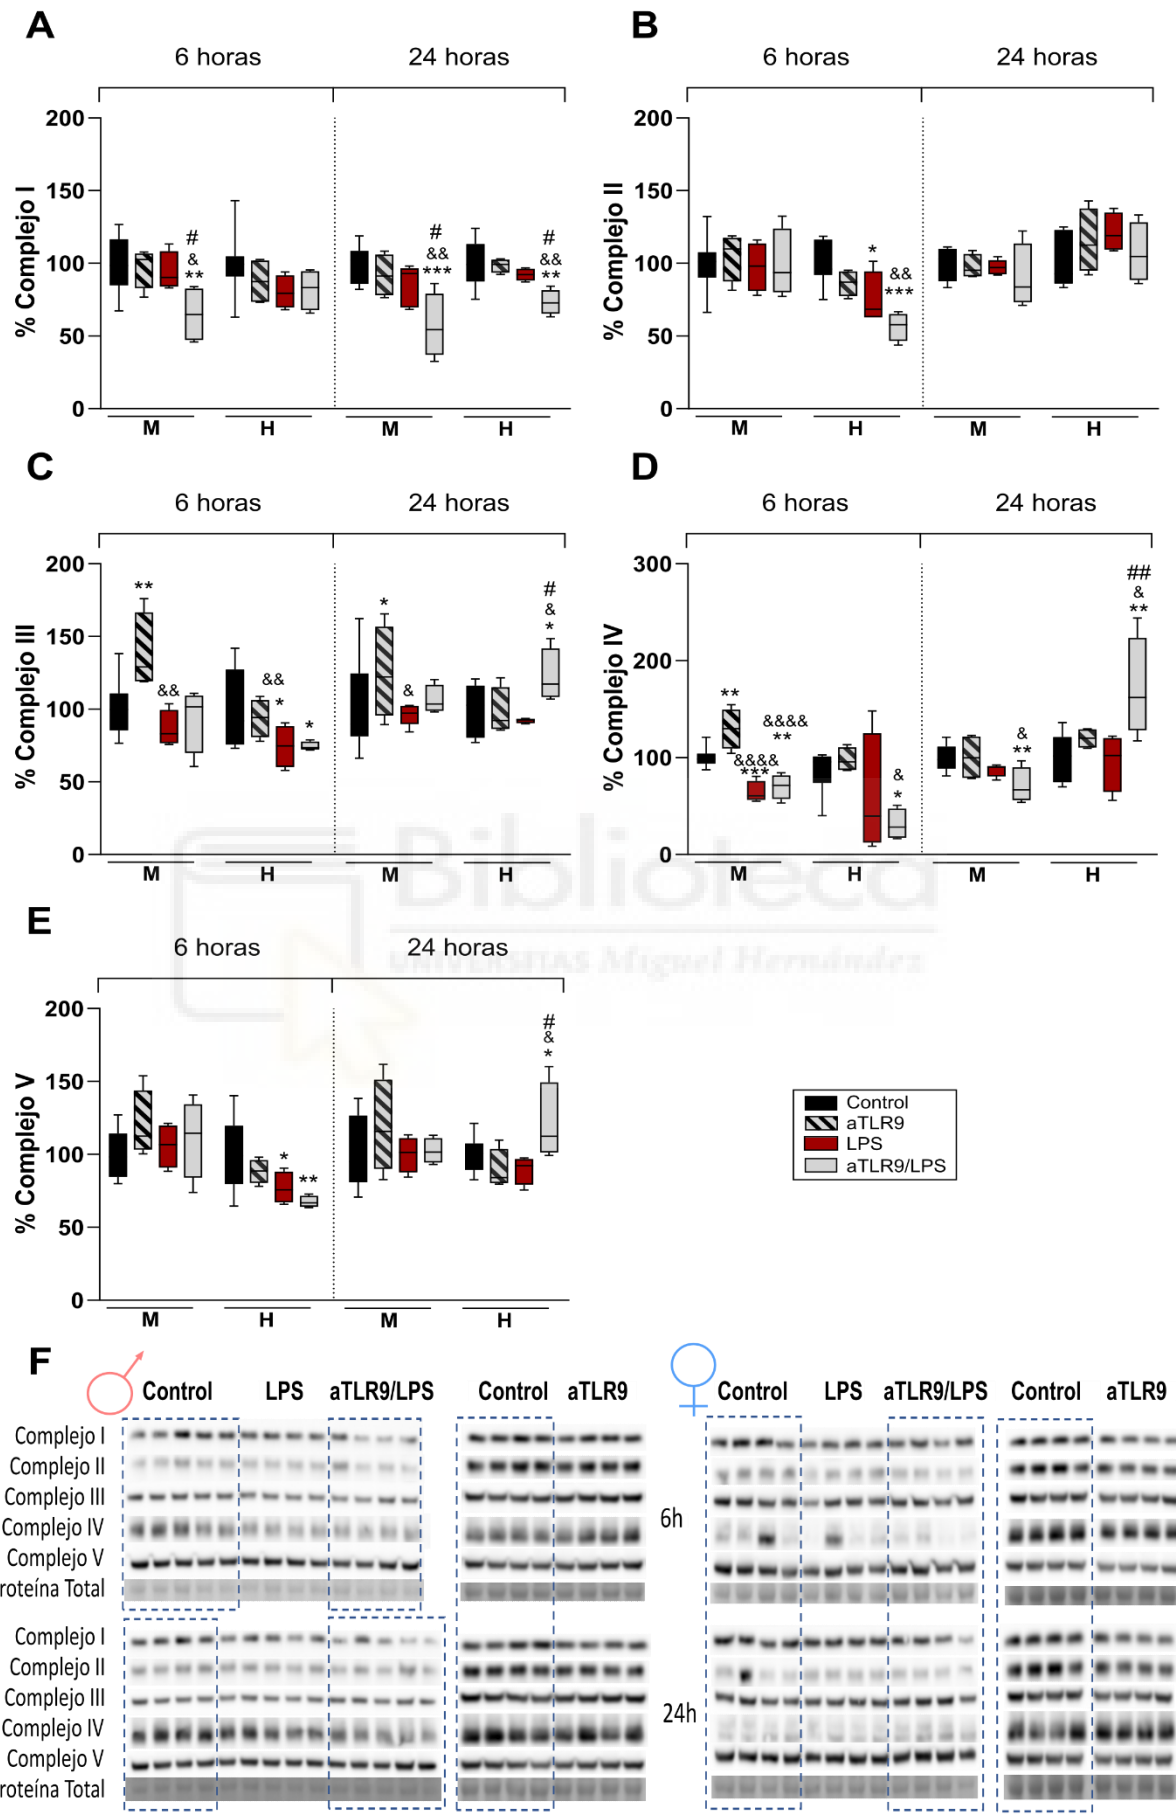 A
6 horas 24 horas
% Complejo I
200
150
100
50
0
#
&
**
#
&&
***
#
&&
**
M H M H
B
6 horas 24 horas
% Complejo II
200
150
100
50
0
*
&&
***
M H M H
C
6 horas 24 horas
% Complejo III
200
150
100
50
0
**
&&
&&
*
*
*
&
#
&
*
M H M H
D
6 horas 24 horas
% Complejo IV
300
200
100
0
**
&&&&
***
&&&&
**
&
*
&
**
##
&
**
M H M H
Biblioteca
UNIVERSITAS Miguel Hernández
E
6 horas 24 horas
% Complejo V
200
150
100
50
0
*
**
#
&
*
M H M H
Control
aTLR9
LPS
aTLR9/LPS
F
Control LPS aTLR9/LPS Control aTLR9 Control LPS aTLR9/LPS Control aTLR9
Complejo I
Complejo II
Complejo III
Complejo IV
Complejo V
roteína Total
6h
Complejo I
Complejo II
Complejo III
Complejo IV
Complejo V
roteína Total
24h